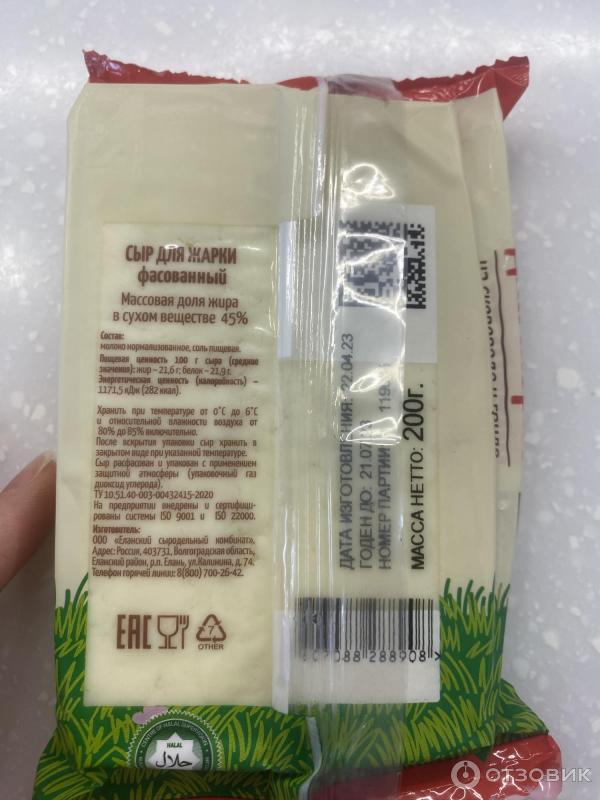 СЫР ДЛЯ ЖАРКИ
фасованный
Массовая доля жира
в сухом веществе 45%
Состав:
молоко нормализованное, соль пищевая.
Пищевая ценность 100 г сыра (средние
значения): жир – 21,6 г; белок – 21,9 г.
Энергетическая ценность (калорийность) –
1171,5 кДж (282 ккал).
Хранить при температуре от 0°С до 6°С
и относительной влажности воздуха от
80% до 85% включительно.
После вскрытия упаковки сыр хранить в
закрытом виде при указанной температуре.
Сыр расфасован и упакован с применением
защитной атмосферы (упаковочный газ
диоксид углерода).
ТУ 10.51.40-003-00432415-2020
На предприятии внедрены и сертифици-
рованы системы ISO 9001 и ISO 22000.
Изготовитель:
ООО «Еланский сыродельный комбинат».
Адрес: Россия, 403731, Волгоградская область,
Еланский район, р.п. Елань, ул.Калинина, д. 74.
Телефон горячей линии: 8(800) 700-26-42.
EAC
7
OTHER
ДАТА ИЗГОТОВЛЕНИЯ: 22.04.23
ГОДЕН ДО: 21.07
НОМЕР ПАРТИИ
МАССА НЕТТО: 200г.
288908
CENTRE OF HALAL
HALAL
حلال
ОТЗОВИК